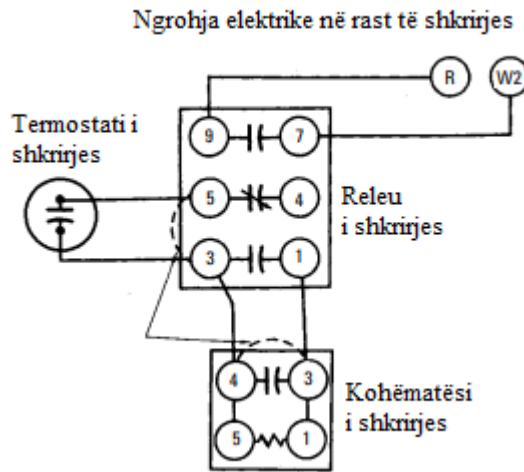 Ngrohja elektrike në rast të shkrirjes
R W2
Termostati i
shkrirjes
9 7
5 4
Releu
i shkrirjes
3 1
4 3
Kohëmatësi
i shkrirjes
5 1